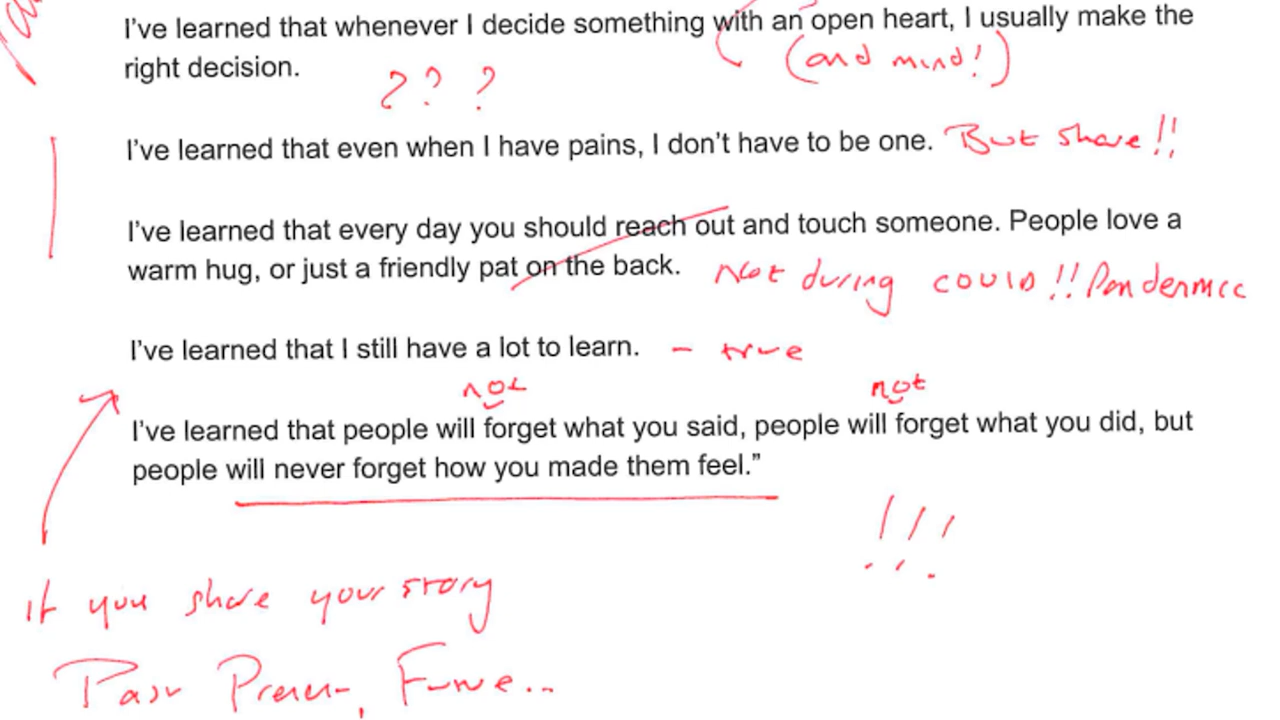 I've learned that whenever I decide something with an open heart, I usually make the
(and mind!)
right decision.
? ? ?
I've learned that even when I have pains, I don't have to be one. But share!!
I've learned that every day you should reach out and touch someone. People love a
warm hug, or just a friendly pat on the back. Not during COVID!! Pandemic
I've learned that I still have a lot to learn. - true
not not
I've learned that people will forget what you said, people will forget what you did, but
people will never forget how you made them feel.”
!!!
if you share your story
Past Present, Future...